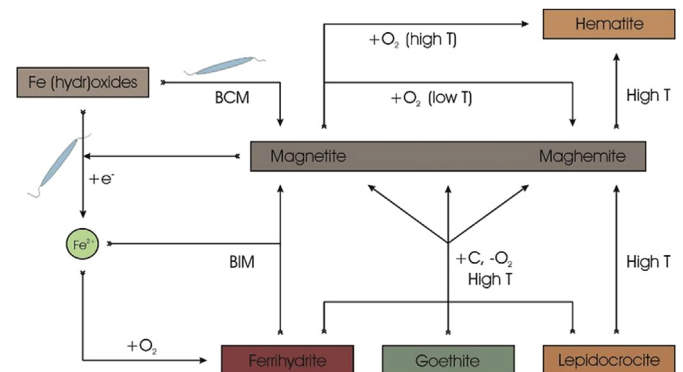 Hematite
+O₂ (high T)
Fe (hydr)oxides
BCM
+O₂ (low T)
High T
Magnetite
Maghemite
+e⁻
Fe²⁺
BIM
+C, -O₂
High T
High T
+O₂
Ferrihydrite
Goethite
Lepidocrocite